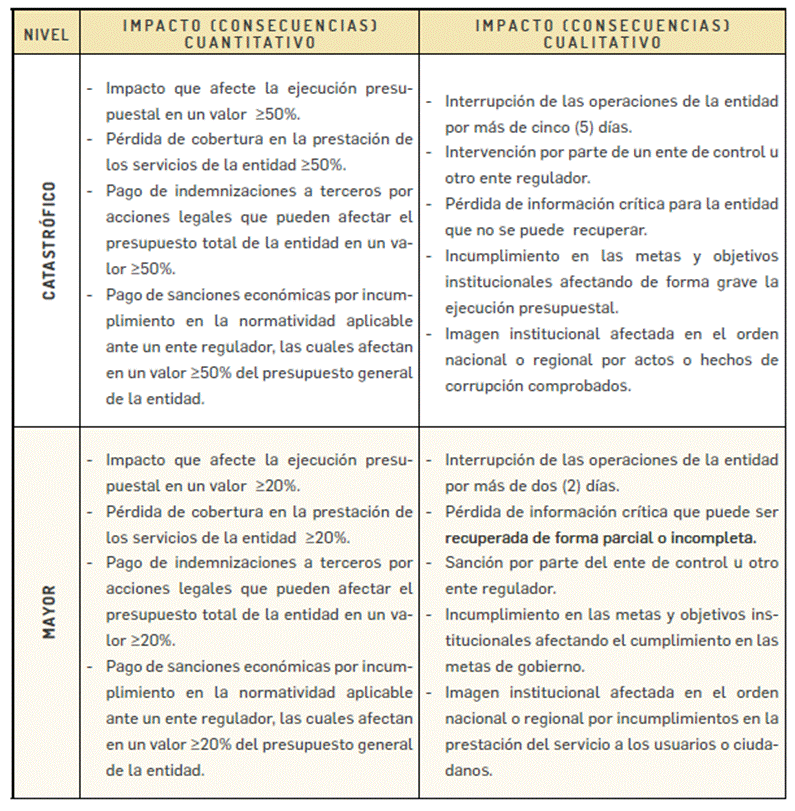 NIVEL
IMPACTO (CONSECUENCIAS)
CUANTITATIVO
IMPACTO (CONSECUENCIAS)
CUALITATIVO
CATASTRÓFICO
- Impacto que afecte la ejecución presu-
puestal en un valor ≥50%.
- Pérdida de cobertura en la prestación de
los servicios de la entidad ≥50%.
- Pago de indemnizaciones a terceros por
acciones legales que pueden afectar el
presupuesto total de la entidad en un va-
lor ≥50%.
- Pago de sanciones económicas por incum-
plimiento en la normatividad aplicable
ante un ente regulador, las cuales afectan
en un valor ≥50% del presupuesto general
de la entidad.
- Interrupción de las operaciones de la entidad
por más de cinco (5) días.
- Intervención por parte de un ente de control u
otro ente regulador.
- Pérdida de información crítica para la entidad
que no se puede recuperar.
- Incumplimiento en las metas y objetivos
institucionales afectando de forma grave la
ejecución presupuestal.
- Imagen institucional afectada en el orden
nacional o regional por actos o hechos de
corrupción comprobados.
MAYOR
- Impacto que afecte la ejecución presu-
puestal en un valor ≥20%.
- Pérdida de cobertura en la prestación de
los servicios de la entidad ≥20%.
- Pago de indemnizaciones a terceros por
acciones legales que pueden afectar el
presupuesto total de la entidad en un va-
lor ≥20%.
- Pago de sanciones económicas por incum-
plimiento en la normatividad aplicable
ante un ente regulador, las cuales afectan
en un valor ≥20% del presupuesto general
de la entidad.
- Interrupción de las operaciones de la entidad
por más de dos (2) días.
- Pérdida de información crítica que puede ser
recuperada de forma parcial o incompleta.
- Sanción por parte del ente de control u otro
ente regulador.
- Incumplimiento en las metas y objetivos ins-
titucionales afectando el cumplimiento en las
metas de gobierno.
- Imagen institucional afectada en el orden
nacional o regional por incumplimientos en la
prestación del servicio a los usuarios o ciuda-
danos.